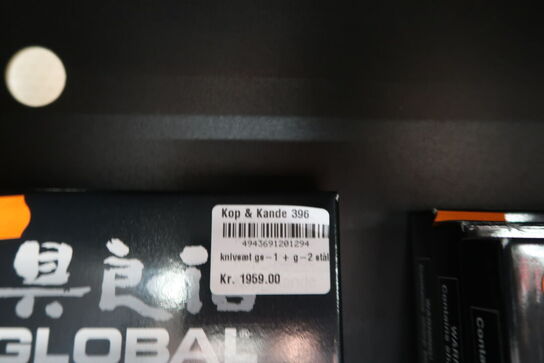 Kop & Kande 396
4943691201294
knivsæt gs-1 + g-2 stål
Kr. 1959.00
具良治
GLOBAL®